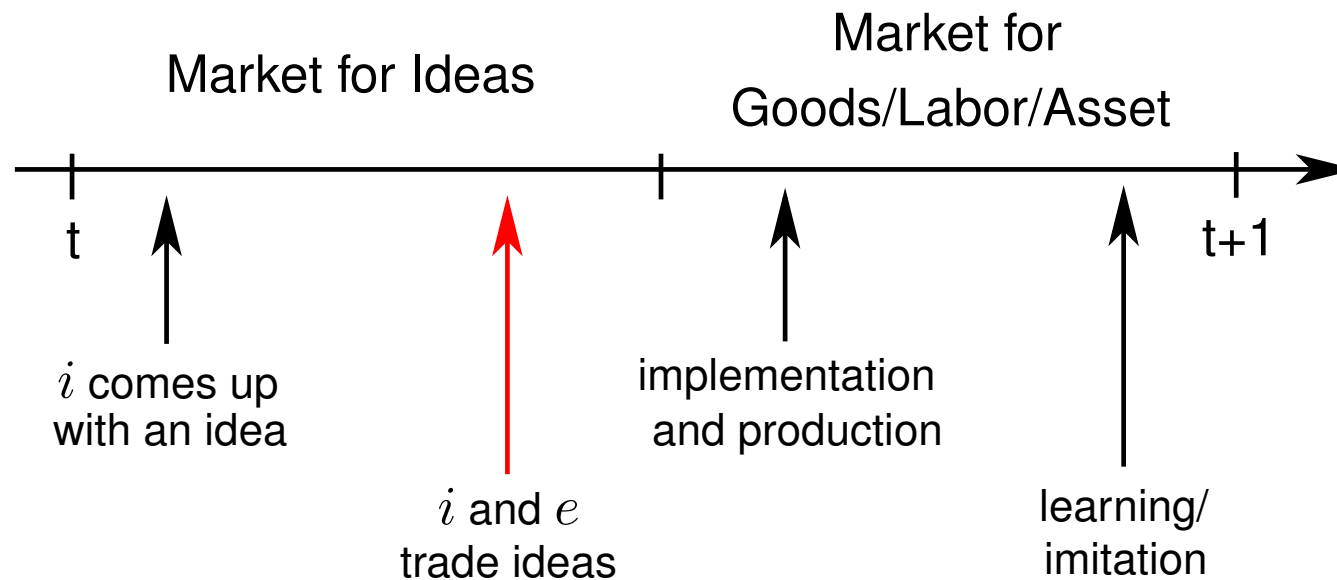 Market for Ideas
Market for
Goods/Labor/Asset
t
t+1
i comes up
with an idea
i and e
trade ideas
implementation
and production
learning/
imitation